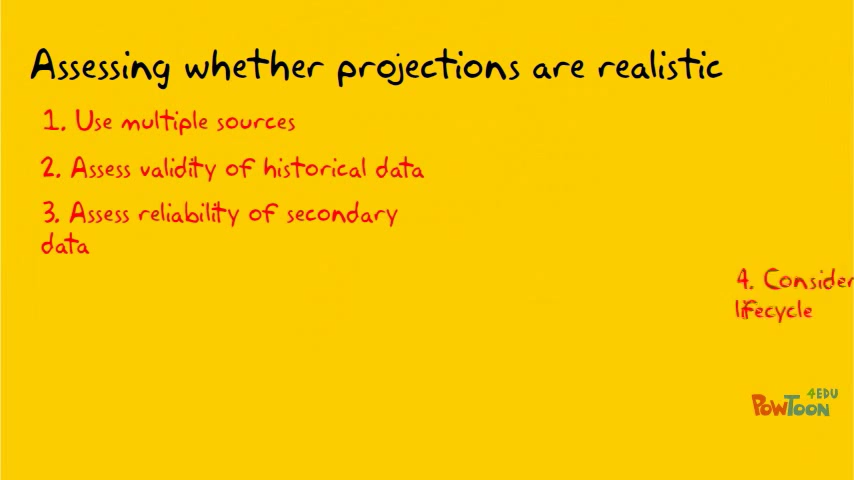 Assessing whether projections are realistic
1. Use multiple sources
2. Assess validity of historical data
3. Assess reliability of secondary
data
4. Consider
lifecycle
4EDU
PowToon